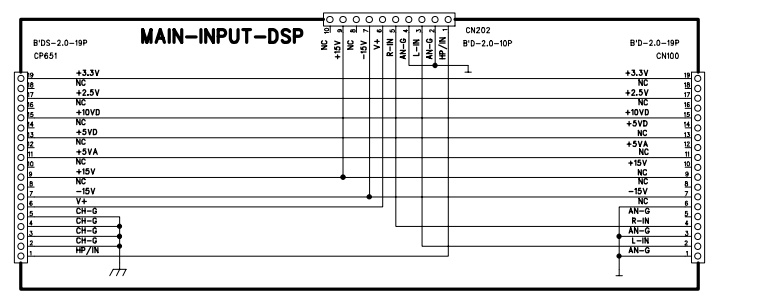 MAIN-INPUT-DSP
10 9 8 7 6 5 4 3 2 1
NC +15V NC -15V V+ R-IN AN-G L-IN AN-G HP/IN
CN202
B'D-2.0-10P
B'DS-2.0-19P
CP651
B'D-2.0-19P
CN100
19 +3.3V +3.3V 19
18 NC NC 18
17 +2.5V +2.5V 17
16 NC NC 16
15 +10VD +10VD 15
14 NC +5VD 14
13 +5VD NC 13
12 NC +5VA 12
11 +5VA NC 11
10 NC +15V 10
9 +15V NC 9
8 NC NC 8
7 -15V -15V 7
6 V+ NC 6
5 CH-G AN-G 5
4 CH-G R-IN 4
3 CH-G AN-G 3
2 CH-G L-IN 2
1 HP/IN AN-G 1